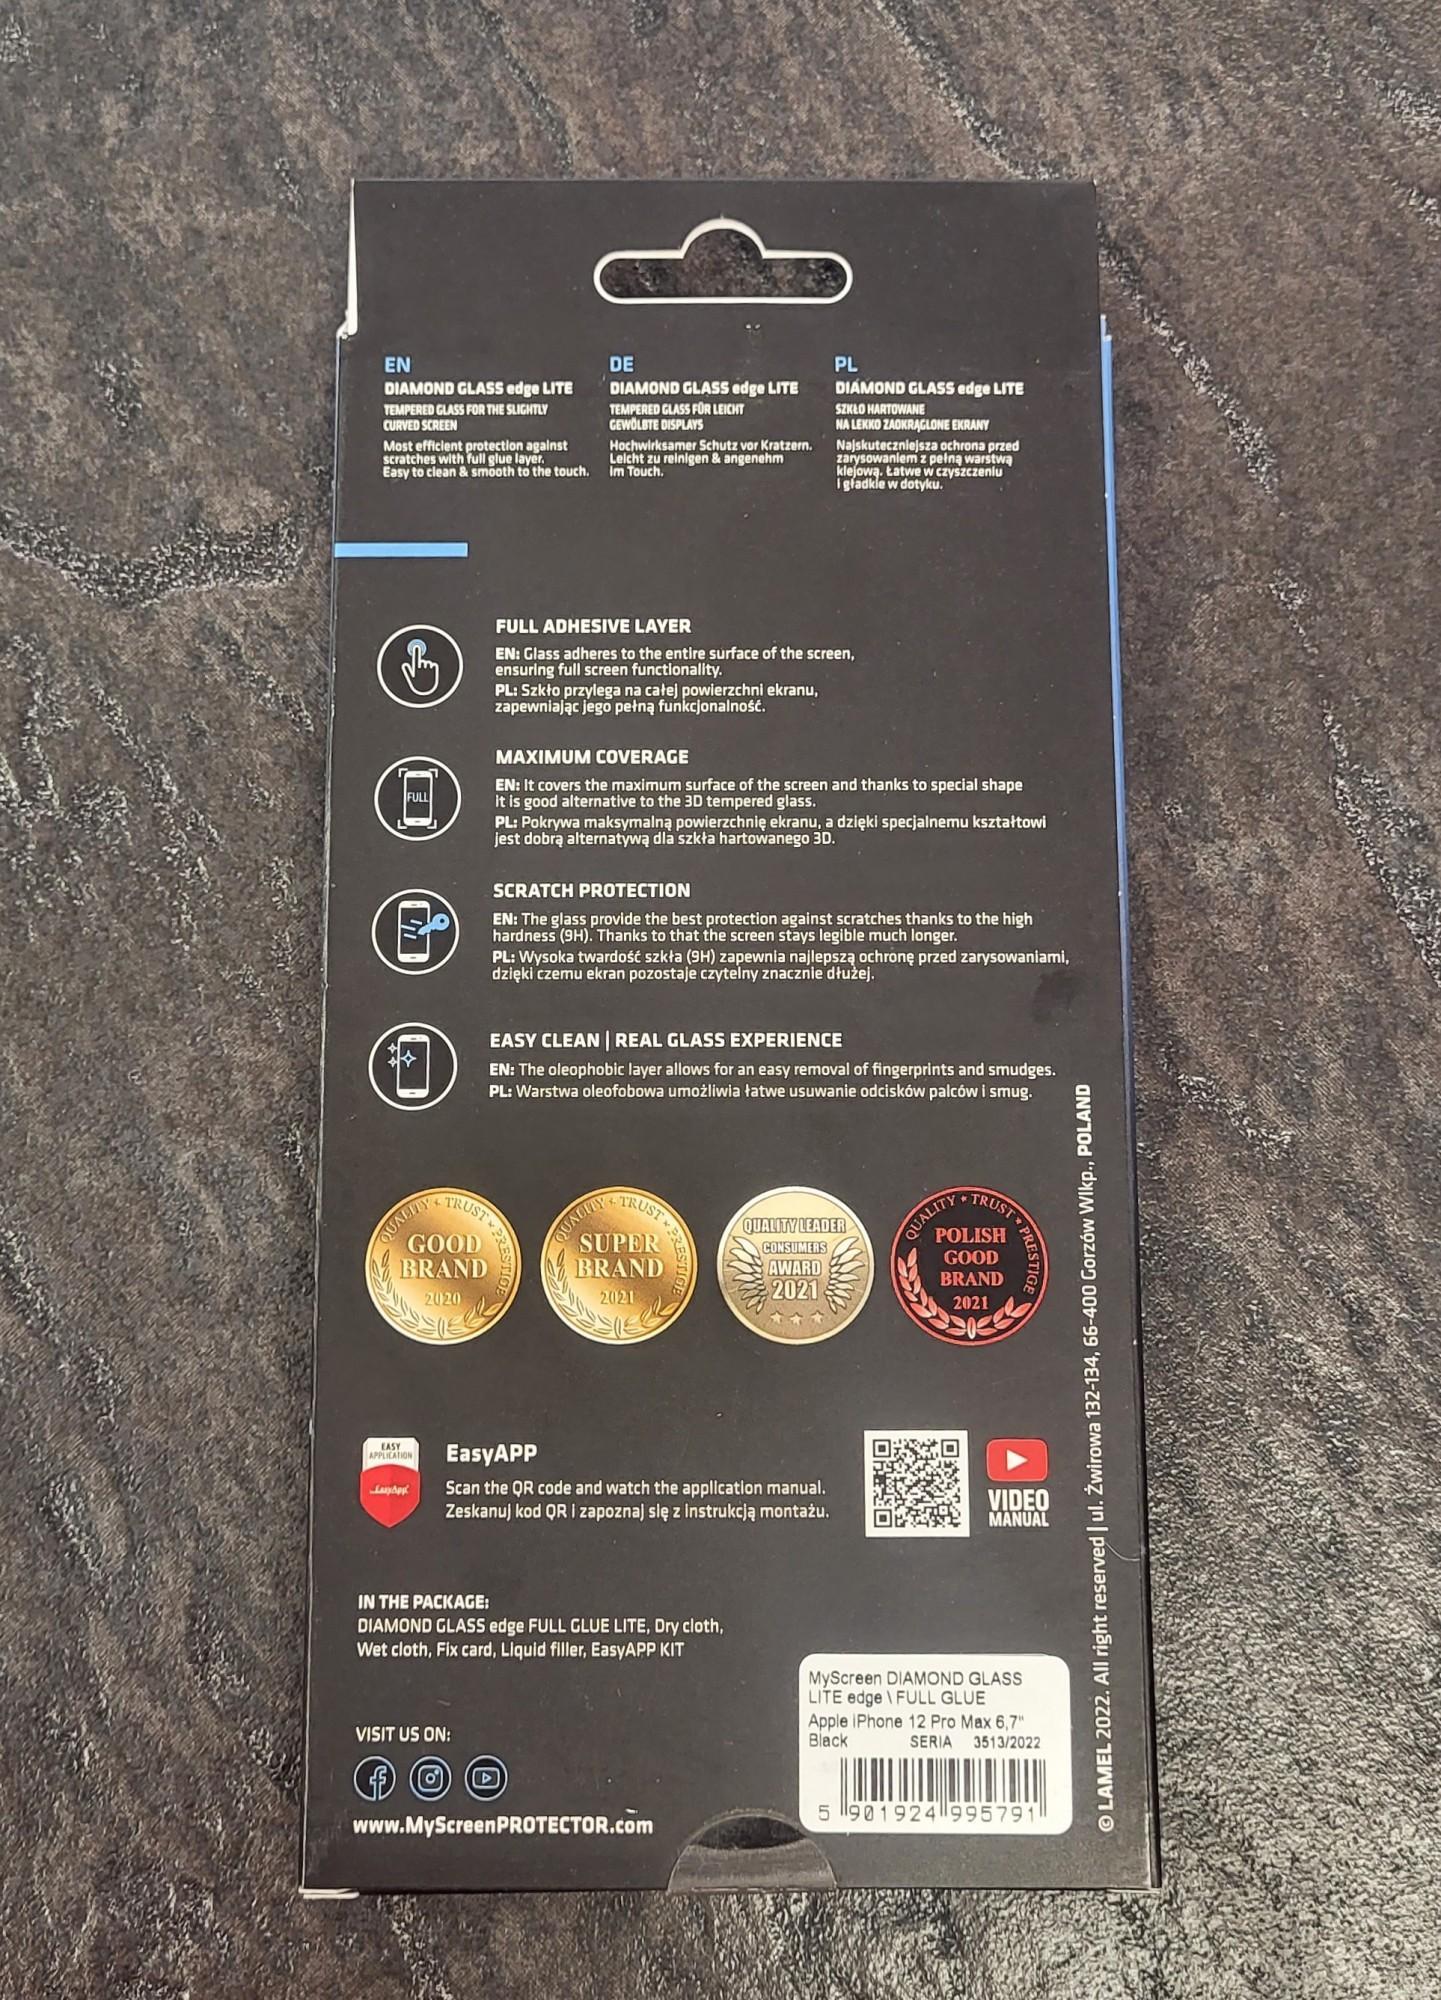 EN
DIAMOND GLASS edge LITE
TEMPERED GLASS FOR THE SLIGHTLY
CURVED SCREEN
Most efficient protection against
scratches with full glue layer.
Easy to clean & smooth to the touch.
DE
DIAMOND GLASS edge LITE
TEMPERED GLASS FÜR LEICHT
GEWÖLBTE DISPLAYS
Hochwirksamer Schutz vor Kratzern.
Leicht zu reinigen & angenehm
im Touch.
PL
DIAMOND GLASS edge LITE
SZKŁO HARTOWANE
NA LEKKO ZAOKRĄGLONE EKRANY
Najskuteczniejsza ochrona przed
zarysowaniem z pełną warstwą
klejową. Łatwe w czyszczeniu
i gładkie w dotyku.
FULL ADHESIVE LAYER
EN: Glass adheres to the entire surface of the screen,
ensuring full screen functionality.
PL: Szkło przylega na całej powierzchni ekranu,
zapewniając jego pełną funkcjonalność.
FULL
MAXIMUM COVERAGE
EN: It covers the maximum surface of the screen and thanks to special shape
it is good alternative to the 3D tempered glass.
PL: Pokrywa maksymalną powierzchnię ekranu, a dzięki specjalnemu kształtowi
jest dobrą alternatywą dla szkła hartowanego 3D.
SCRATCH PROTECTION
EN: The glass provide the best protection against scratches thanks to the high
hardness (9H). Thanks to that the screen stays legible much longer.
PL: Wysoka twardość szkła (9H) zapewnia najlepszą ochronę przed zarysowaniami,
dzięki czemu ekran pozostaje czytelny znacznie dłużej.
EASY CLEAN | REAL GLASS EXPERIENCE
EN: The oleophobic layer allows for an easy removal of fingerprints and smudges.
PL: Warstwa oleofobowa umożliwia łatwe usuwanie odcisków palców i smug.
QUALITY * TRUST * PRESTIGE
GOOD
BRAND
2020
QUALITY * TRUST * PRESTIGE
SUPER
BRAND
2021
QUALITY LEADER
CONSUMERS
AWARD
2021
QUALITY * TRUST * PRESTIGE
POLISH
GOOD
BRAND
2021
EASY
APPLICATION
EasyApp
EasyAPP
Scan the QR code and watch the application manual.
Zeskanuj kod QR i zapoznaj się z instrukcją montażu.
VIDEO
MANUAL
IN THE PACKAGE:
DIAMOND GLASS edge FULL GLUE LITE, Dry cloth,
Wet cloth, Fix card, Liquid filler, EasyAPP KIT
VISIT US ON:
www.MyScreenPROTECTOR.com
MyScreen DIAMOND GLASS
LITE edge \ FULL GLUE
Apple iPhone 12 Pro Max 6,7"
Black SERIA 3513/2022
5 901924 995791
© LAMEL 2022. All right reserved | ul. Żwirowa 132-134, 66-400 Gorzów Wlkp., POLAND